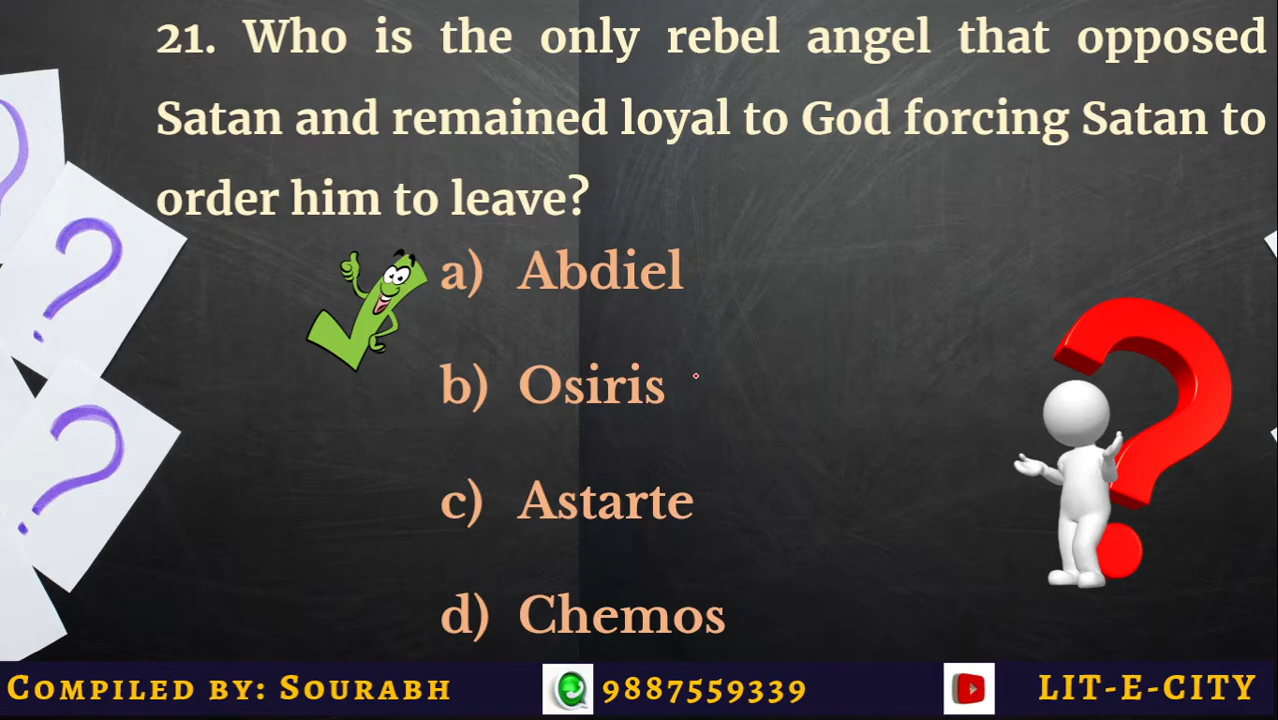 21. Who is the only rebel angel that opposed
Satan and remained loyal to God forcing Satan to
order him to leave?
a) Abdiel
b) Osiris
c) Astarte
d) Chemos
Compiled by: Sourabh 9887559339 LIT-E-CITY